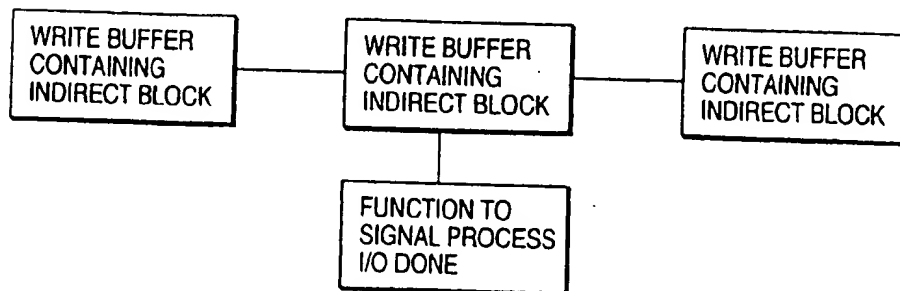 WRITE BUFFER
CONTAINING
INDIRECT BLOCK
WRITE BUFFER
CONTAINING
INDIRECT BLOCK
WRITE BUFFER
CONTAINING
INDIRECT BLOCK
FUNCTION TO
SIGNAL PROCESS
I/O DONE